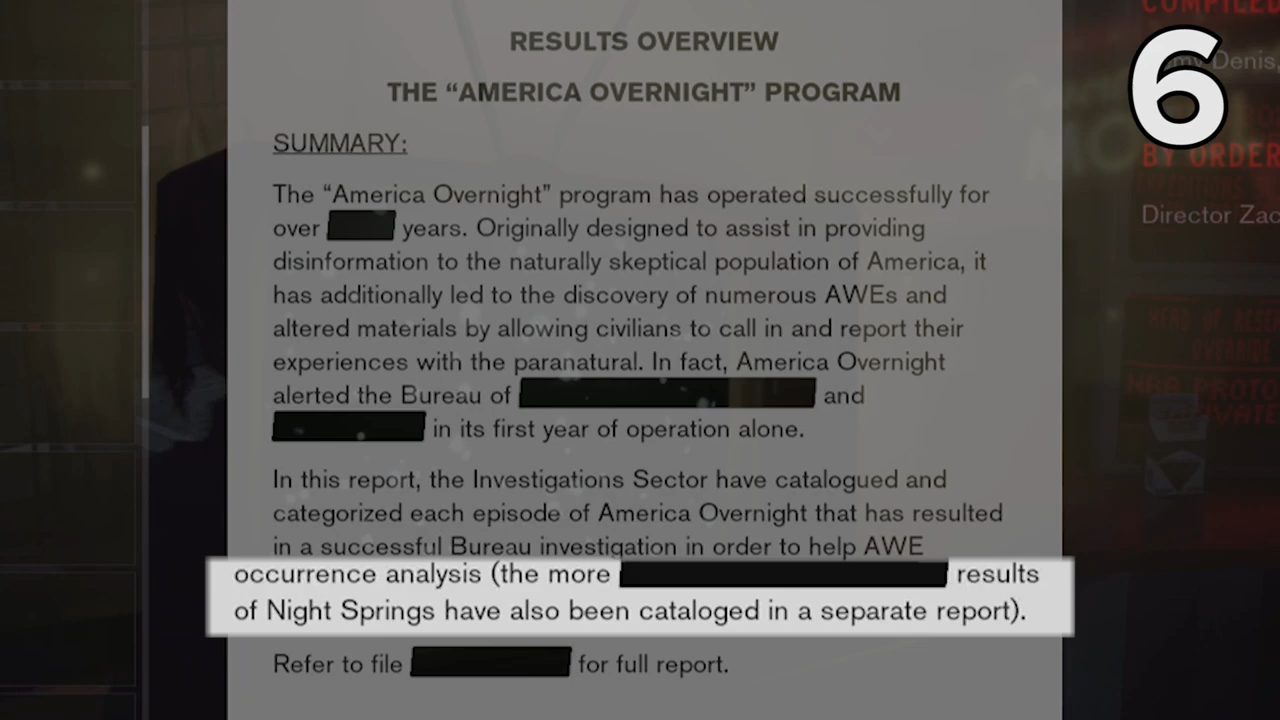 COMPILED
6
my Denis,
BY ORDER
Director Zac
RESULTS OVERVIEW
THE “AMERICA OVERNIGHT” PROGRAM
SUMMARY:
The “America Overnight” program has operated successfully for
over years. Originally designed to assist in providing
disinformation to the naturally skeptical population of America, it
has additionally led to the discovery of numerous AWEs and
altered materials by allowing civilians to call in and report their
experiences with the paranatural. In fact, America Overnight
alerted the Bureau of and
in its first year of operation alone.
In this report, the Investigations Sector have catalogued and
categorized each episode of America Overnight that has resulted
in a successful Bureau investigation in order to help AWE
occurrence analysis (the more results
of Night Springs have also been cataloged in a separate report).
Refer to file for full report.